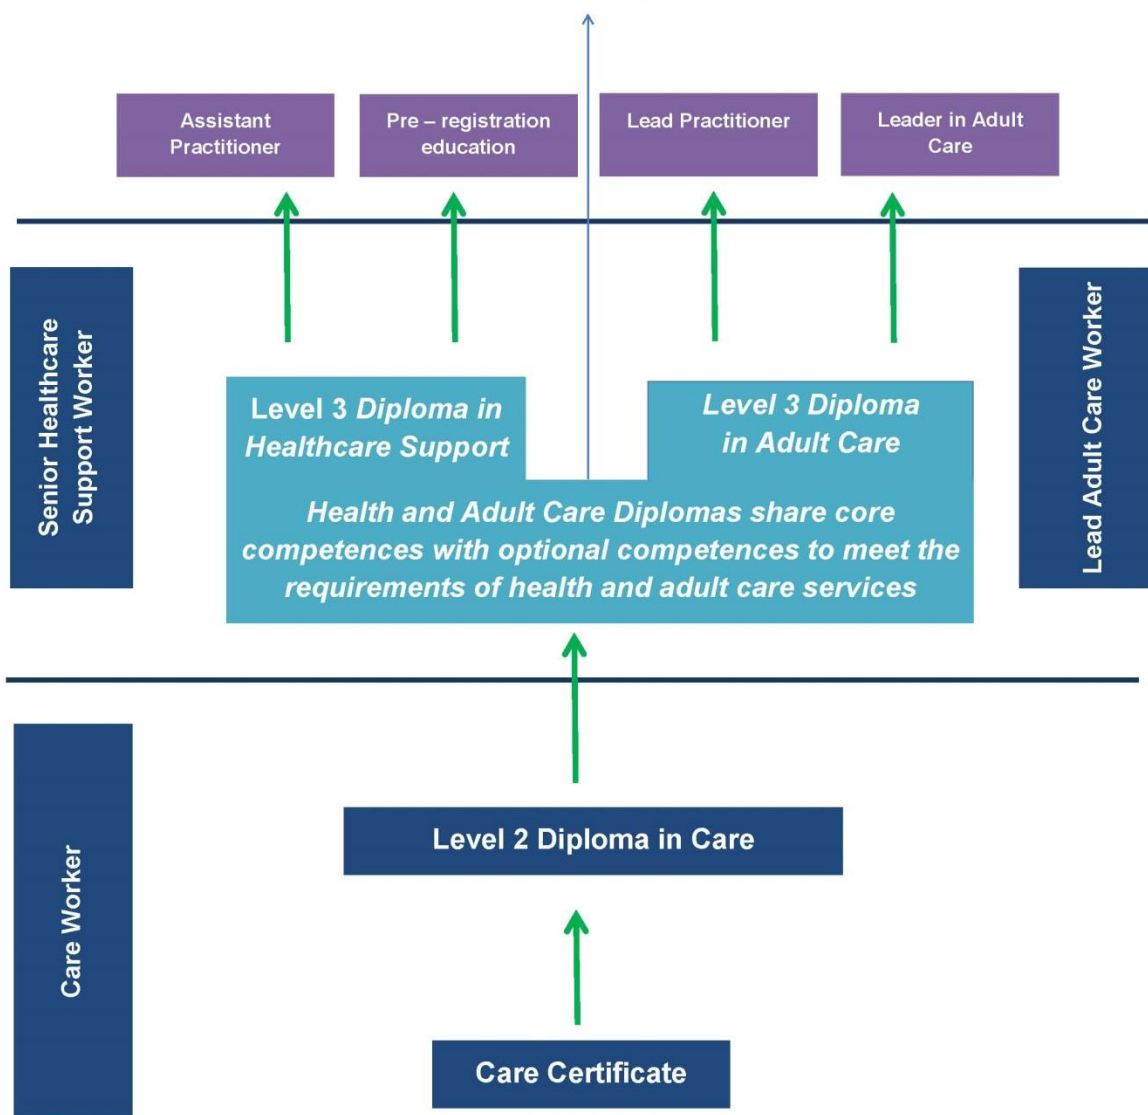 Assistant
Practitioner
Pre – registration
education
Lead Practitioner
Leader in Adult
Care
Senior Healthcare
Support Worker
Level 3 Diploma in
Healthcare Support
Level 3 Diploma
in Adult Care
Lead Adult Care Worker
Health and Adult Care Diplomas share core
competences with optional competences to meet the
requirements of health and adult care services
Care Worker
Level 2 Diploma in Care
Care Certificate